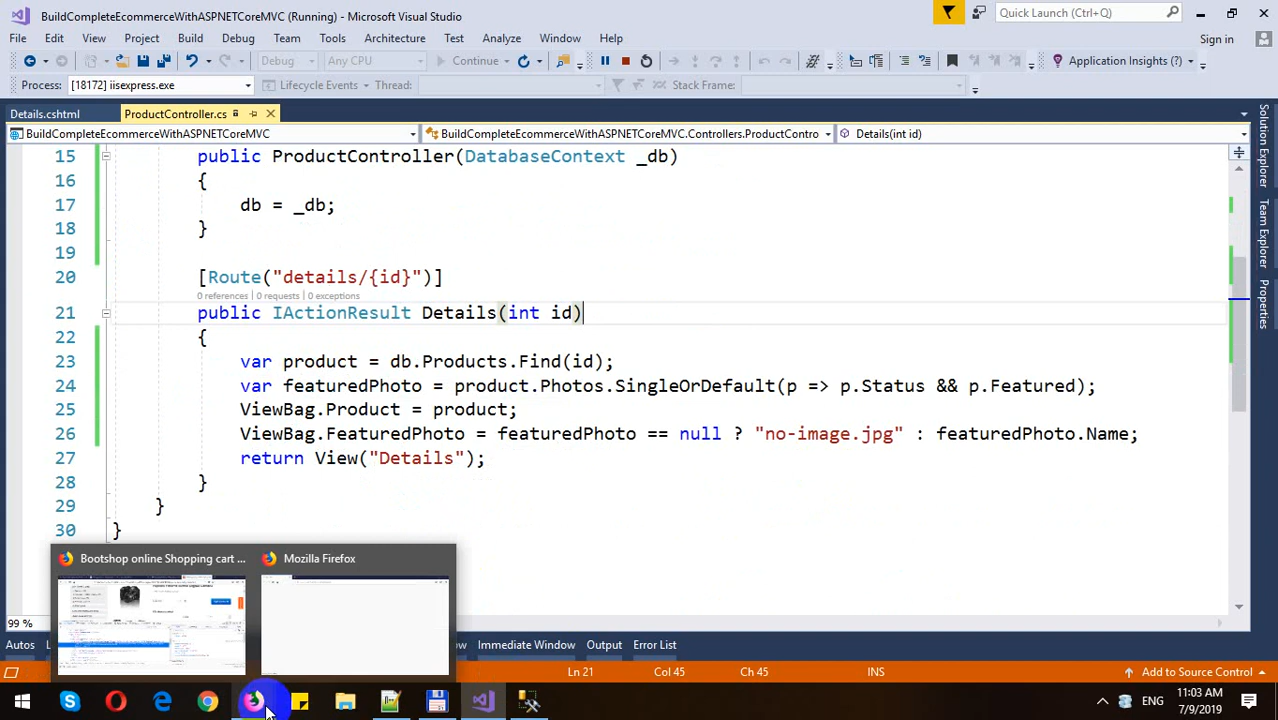 BuildCompleteEcommerceWithASPNETCoreMVC (Running) - Microsoft Visual Studio
Quick Launch (Ctrl+Q)
File Edit View Project Build Debug Team Tools Architecture Test Analyze Window Help
Sign in
Debug Any CPU Continue Application Insights (?)
Process: [18172] iisexpress.exe Lifecycle Events Thread: Stack Frame:
Details.cshtml ProductController.cs
BuildCompleteEcommerceWithASPNETCoreMVC BuildCompleteEcommerceWithASPNETCoreMVC.Controllers.ProductContro Details(int id)
15 public ProductController(DatabaseContext _db)
16 {
17 db = _db;
18 }
19
20 [Route("details/{id}")]
0 references | 0 requests | 0 exceptions
21 public IActionResult Details(int id)
22 {
23 var product = db.Products.Find(id);
24 var featuredPhoto = product.Photos.SingleOrDefault(p => p.Status && p.Featured);
25 ViewBag.Product = product;
26 ViewBag.FeaturedPhoto = featuredPhoto == null ? "no-image.jpg" : featuredPhoto.Name;
27 return View("Details");
28 }
29 }
30 }
Solution Explorer
Team Explorer
Properties
Bootshop online Shopping cart ... Mozilla Firefox
99 %
Autos Immediate Window Output Error List
Ln 21 Col 45 Ch 45 INS Add to Source Control
ENG
11:03 AM
7/9/2019